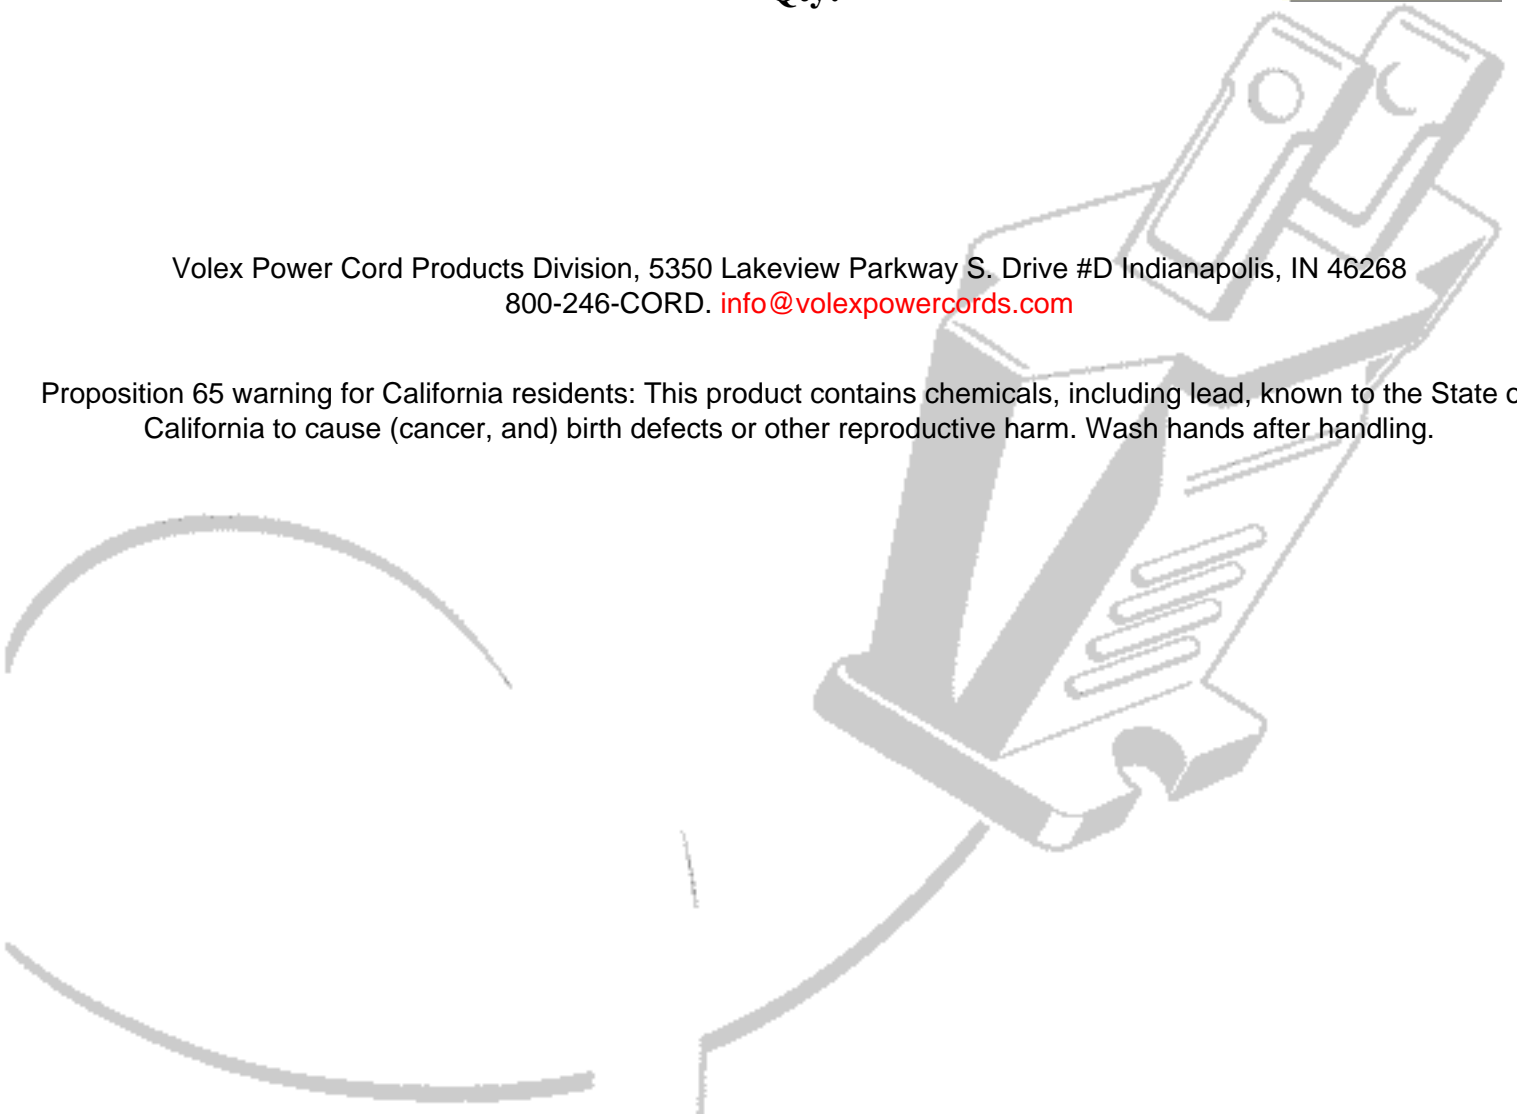 Volex Power Cord Products Division, 5350 Lakeview Parkway S. Drive #D Indianapolis, IN 46268
800-246-CORD. info@volexpowercords.com
Proposition 65 warning for California residents: This product contains chemicals, including lead, known to the State
California to cause (cancer, and) birth defects or other reproductive harm. Wash hands after handling.